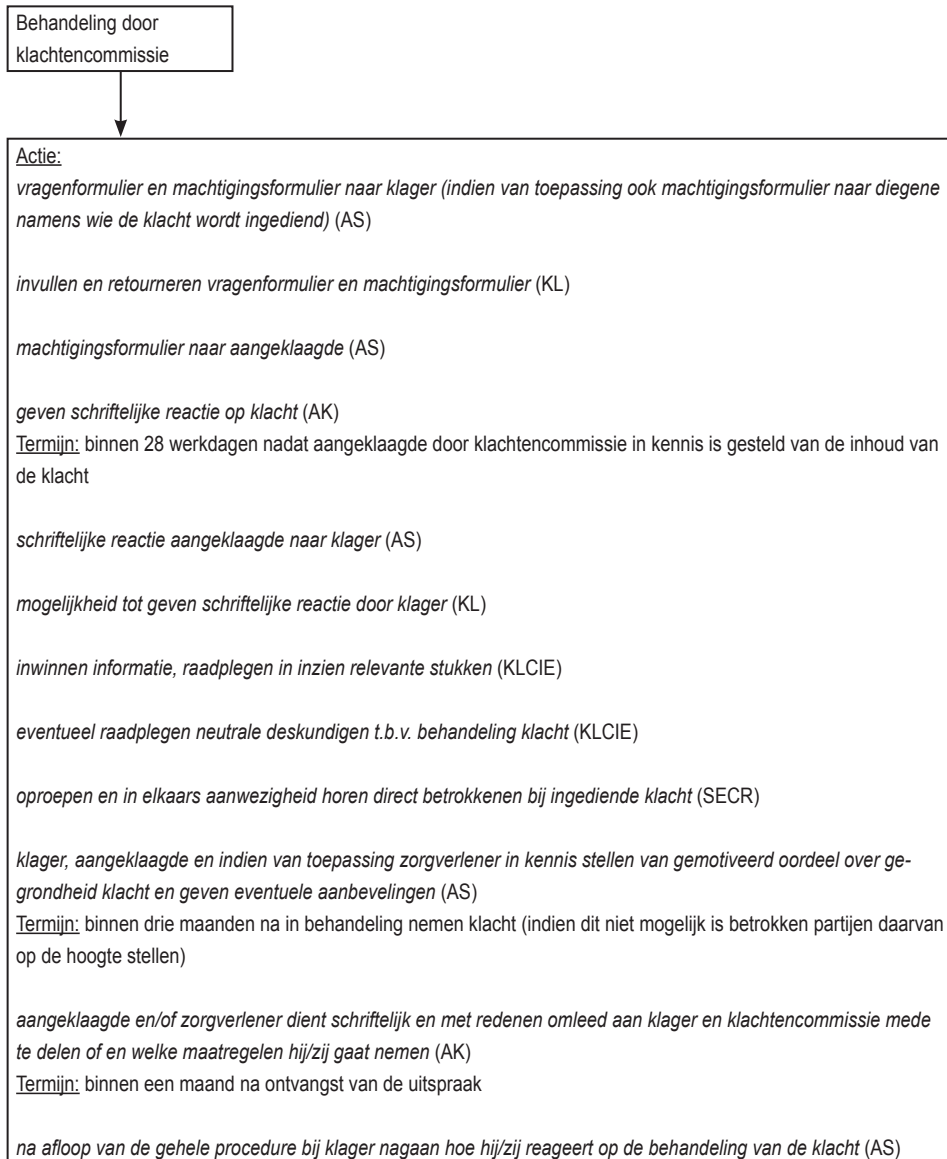 Behandeling door
klachtencommissie
Actie:
vragenformulier en machtigingsformulier naar klager (indien van toepassing ook machtigingsformulier naar diegene
namens wie de klacht wordt ingediend) (AS)
invullen en retourneren vragenformulier en machtigingsformulier (KL)
machtigingsformulier naar aangeklaagde (AS)
geven schriftelijke reactie op klacht (AK)
Termijn: binnen 28 werkdagen nadat aangeklaagde door klachtencommissie in kennis is gesteld van de inhoud van
de klacht
schriftelijke reactie aangeklaagde naar klager (AS)
mogelijkheid tot geven schriftelijke reactie door klager (KL)
inwinnen informatie, raadplegen in inzien relevante stukken (KLCIE)
eventueel raadplegen neutrale deskundigen t.b.v. behandeling klacht (KLCIE)
oproepen en in elkaars aanwezigheid horen direct betrokkenen bij ingediende klacht (SECR)
klager, aangeklaagde en indien van toepassing zorgverlener in kennis stellen van gemotiveerd oordeel over ge-
grondheid klacht en geven eventuele aanbevelingen (AS)
Termijn: binnen drie maanden na in behandeling nemen klacht (indien dit niet mogelijk is betrokken partijen daarvan
op de hoogte stellen)
aangeklaagde en/of zorgverlener dient schriftelijk en met redenen omleed aan klager en klachtencommissie mede
te delen of en welke maatregelen hij/zij gaat nemen (AK)
Termijn: binnen een maand na ontvangst van de uitspraak
na afloop van de gehele procedure bij klager nagaan hoe hij/zij reageert op de behandeling van de klacht (AS)